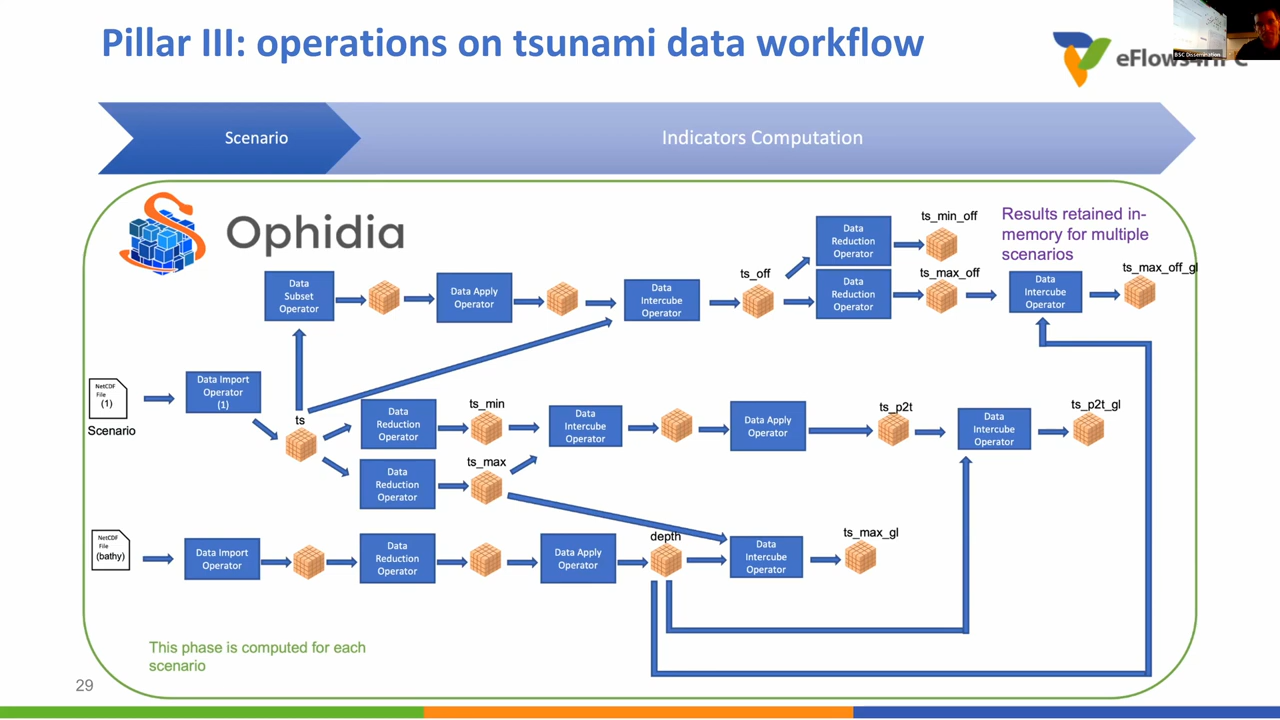 Pillar III: operations on tsunami data workflow
BSC Dissemination
Scenario
Indicators Computation
Ophidia
Results retained in-
memory for multiple
scenarios
Data
Reduction
Operator
ts_min_off
Data
Subset
Operator
Data Apply
Operator
Data
Intercube
Operator
ts_off
Data
Reduction
Operator
ts_max_off
Data
Intercube
Operator
ts_max_off_gl
NetCDF
File
(1)
Scenario
Data Import
Operator
(1)
ts
Data
Reduction
Operator
ts_min
Data
Intercube
Operator
Data Apply
Operator
ts_p2t
Data
Intercube
Operator
ts_p2t_gl
Data
Reduction
Operator
ts_max
NetCDF
File
(bathy)
Data Import
Operator
Data
Reduction
Operator
Data Apply
Operator
depth
Data
Intercube
Operator
ts_max_gl
This phase is computed for each
scenario
29